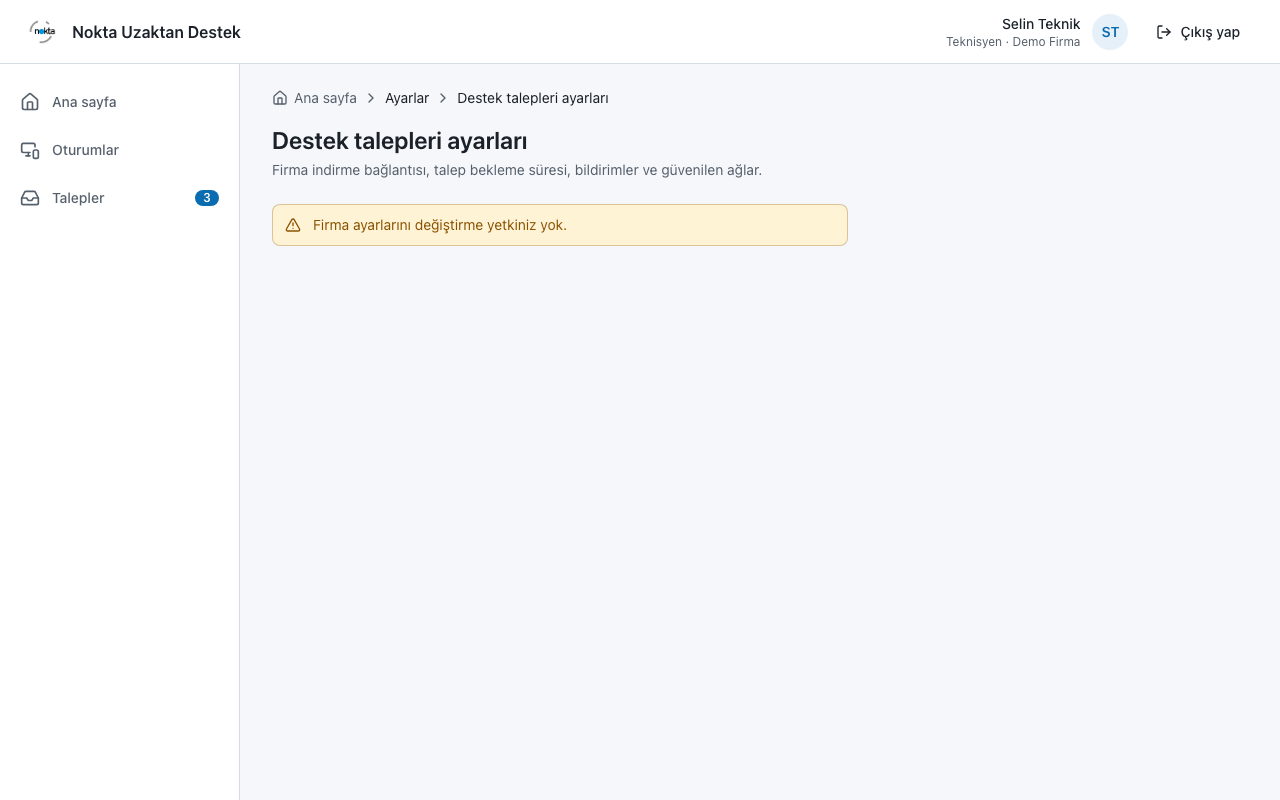 nokta
Nokta Uzaktan Destek
Selin Teknik
Teknisyen · Demo Firma
ST
Çıkış yap
Ana sayfa
Oturumlar
Talepler
3
Ana sayfa
Ayarlar
Destek talepleri ayarları
Destek talepleri ayarları
Firma indirme bağlantısı, talep bekleme süresi, bildirimler ve güvenilen ağlar.
Firma ayarlarını değiştirme yetkiniz yok.